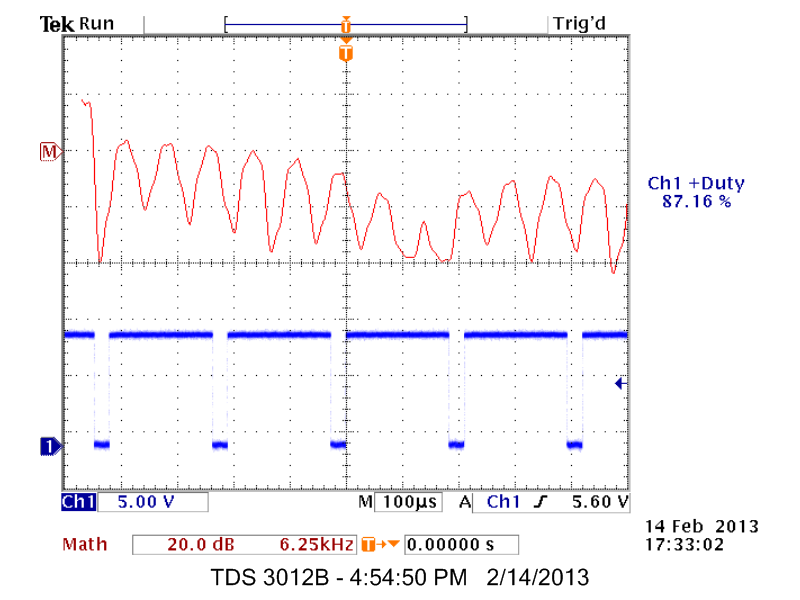 Tek Run Trig'd
T
T
M
Ch1 +Duty
87.16 %
1
Ch1 5.00 V M 100µs A Ch1 5.60 V
Math 20.0 dB 6.25kHz T 0.00000 s
14 Feb 2013
17:33:02
TDS 3012B - 4:54:50 PM 2/14/2013